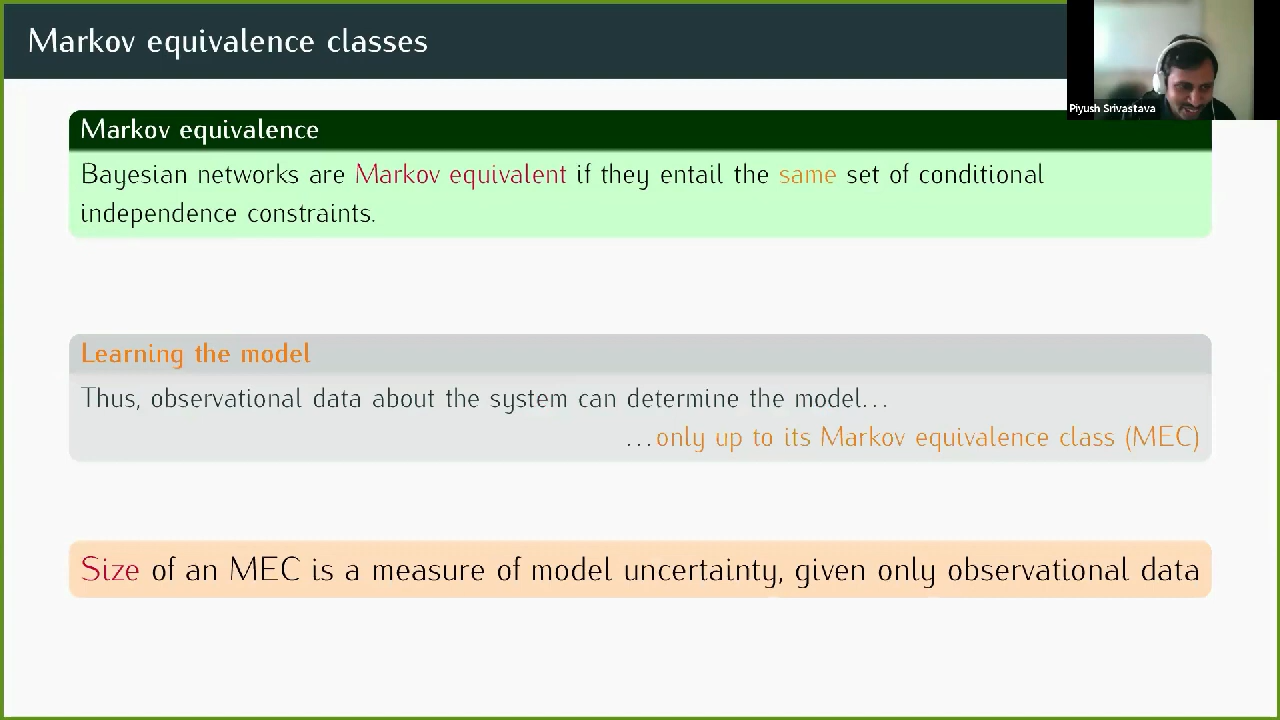 Markov equivalence classes
Piyush Srivastava
Markov equivalence
Bayesian networks are Markov equivalent if they entail the same set of conditional
independence constraints.
Learning the model
Thus, observational data about the system can determine the model…
…only up to its Markov equivalence class (MEC)
Size of an MEC is a measure of model uncertainty, given only observational data